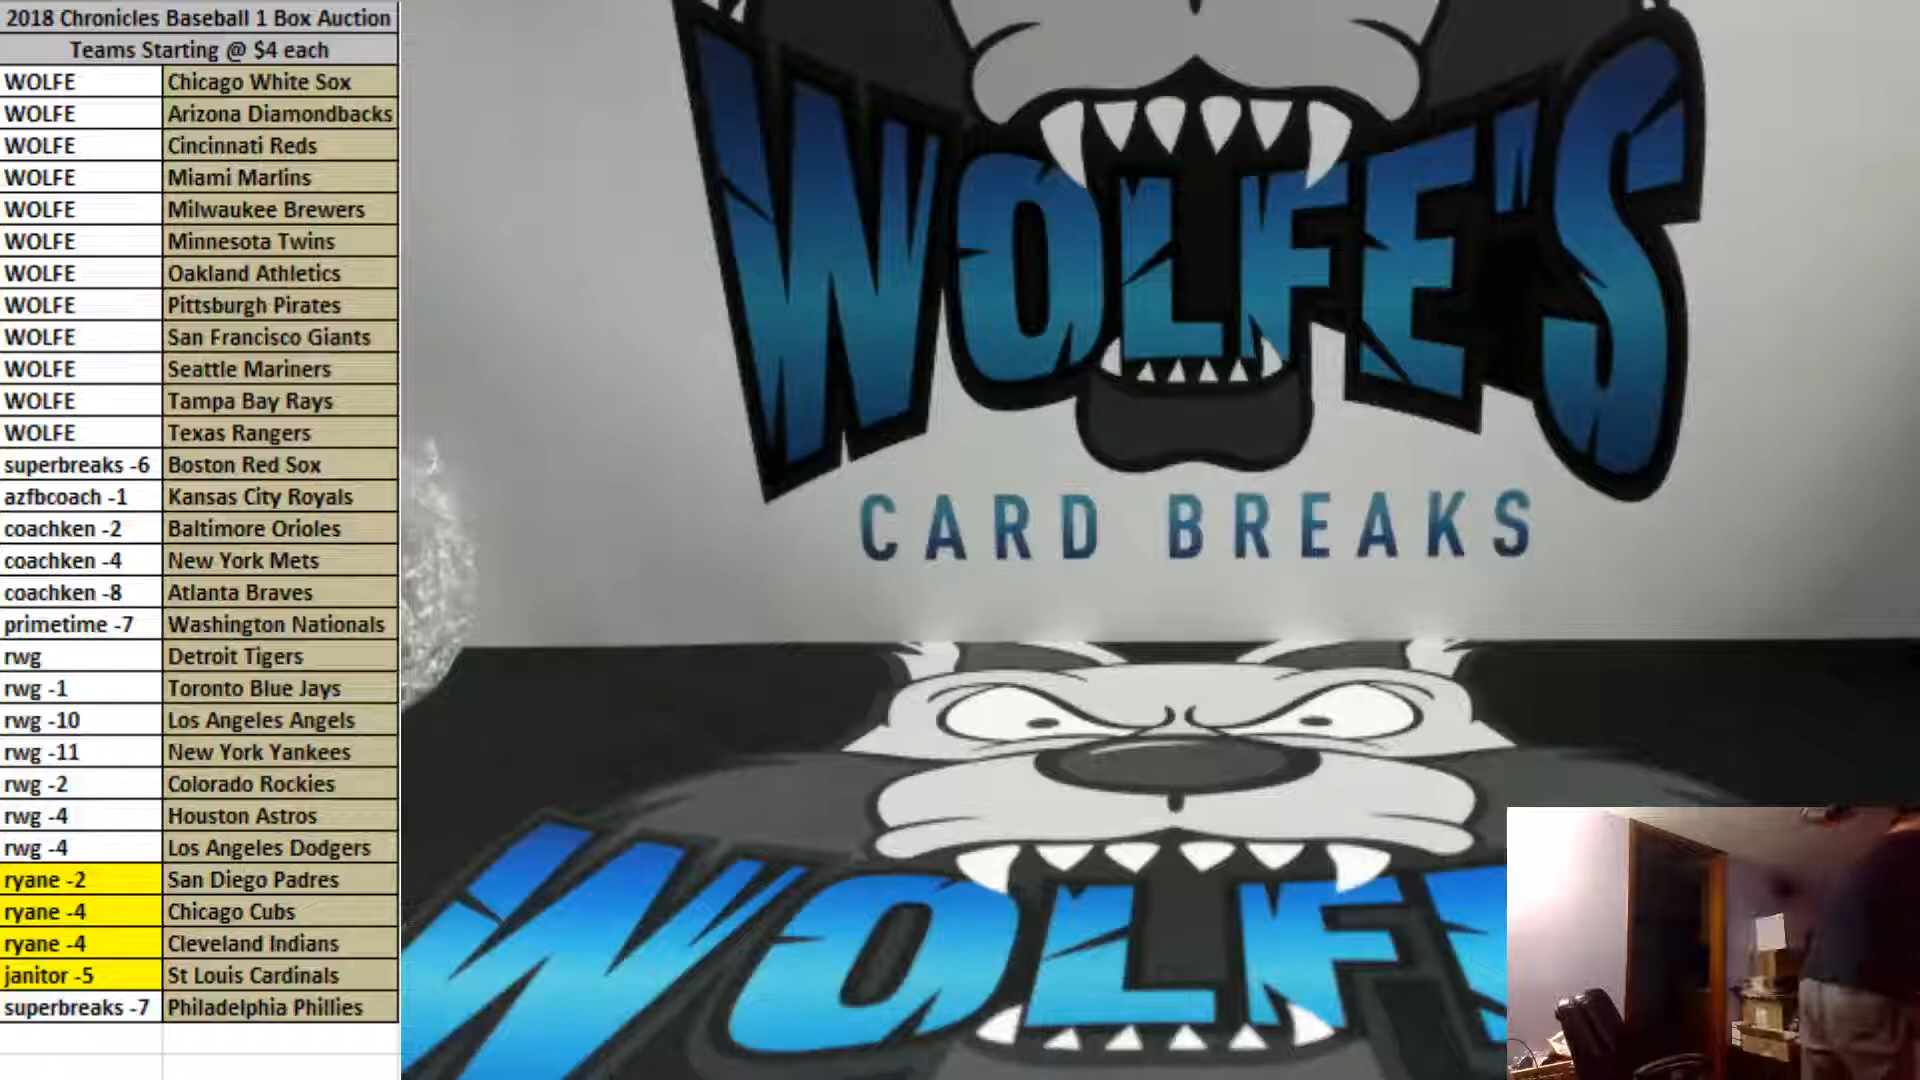 2018 Chronicles Baseball 1 Box Auction
Teams Starting @ $4 each
WOLFE Chicago White Sox
WOLFE Arizona Diamondbacks
WOLFE Cincinnati Reds
WOLFE Miami Marlins
WOLFE Milwaukee Brewers
WOLFE Minnesota Twins
WOLFE Oakland Athletics
WOLFE Pittsburgh Pirates
WOLFE San Francisco Giants
WOLFE Seattle Mariners
WOLFE Tampa Bay Rays
WOLFE Texas Rangers
superbreaks -6 Boston Red Sox
azfbcoach -1 Kansas City Royals
coachken -2 Baltimore Orioles
coachken -4 New York Mets
coachken -8 Atlanta Braves
primetime -7 Washington Nationals
rwg Detroit Tigers
rwg -1 Toronto Blue Jays
rwg -10 Los Angeles Angels
rwg -11 New York Yankees
rwg -2 Colorado Rockies
rwg -4 Houston Astros
rwg -4 Los Angeles Dodgers
ryane -2 San Diego Padres
ryane -4 Chicago Cubs
ryane -4 Cleveland Indians
janitor -5 St Louis Cardinals
superbreaks -7 Philadelphia Phillies
WOLFE'S
CARD BREAKS
WOLF